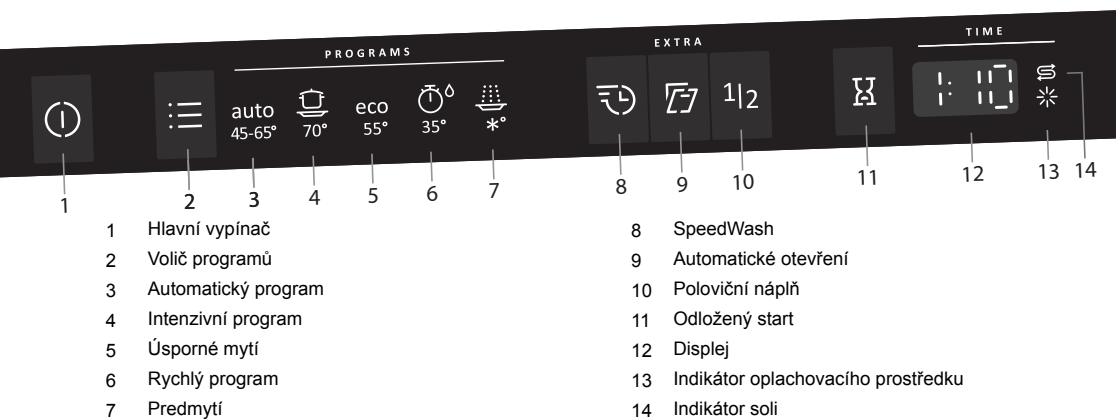 PROGRAMS
EXTRA
TIME
auto
45-65°
70°
eco
55°
35°
*°
1|2
1:10
1 2 3 4 5 6 7 8 9 10 11 12 13 14
1 Hlavní vypínač
2 Volič programů
3 Automatický program
4 Intenzivní program
5 Úsporné mytí
6 Rychlý program
7 Predmytí
8 SpeedWash
9 Automatické otevření
10 Poloviční náplň
11 Odložený start
12 Displej
13 Indikátor oplachovacího prostředku
14 Indikátor soli